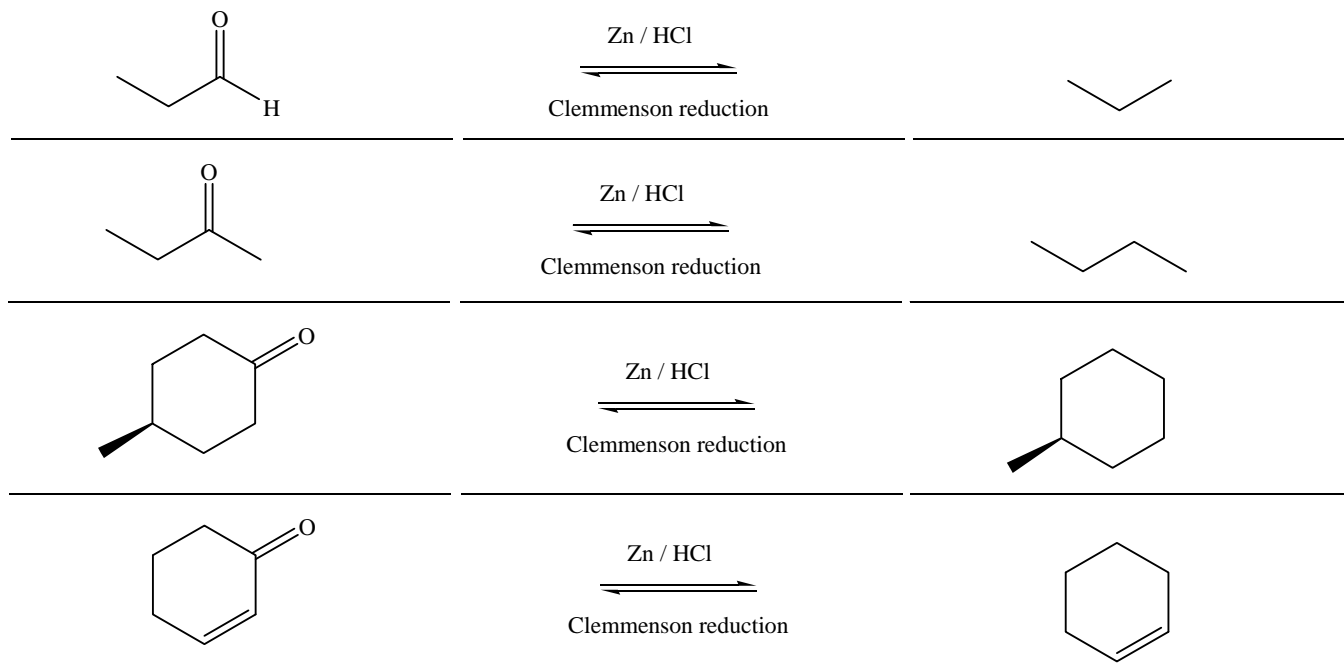 O
H
Zn / HCl
Clemmenson reduction
O
Zn / HCl
Clemmenson reduction
O
Zn / HCl
Clemmenson reduction
O
Zn / HCl
Clemmenson reduction